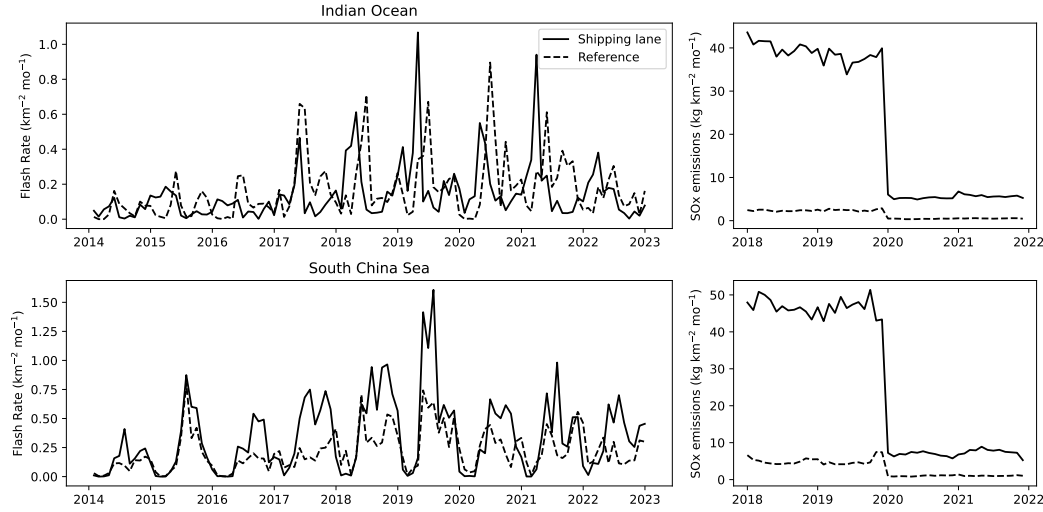 Indian Ocean
Flash Rate (km⁻² mo⁻¹)
1.0
0.8
0.6
0.4
0.2
0.0
Shipping lane
Reference
2014 2015 2016 2017 2018 2019 2020 2021 2022 2023
SOx emissions (kg km⁻² mo⁻¹)
40
30
20
10
0
2018 2019 2020 2021 2022
South China Sea
Flash Rate (km⁻² mo⁻¹)
1.50
1.25
1.00
0.75
0.50
0.25
0.00
2014 2015 2016 2017 2018 2019 2020 2021 2022 2023
SOx emissions (kg km⁻² mo⁻¹)
50
40
30
20
10
0
2018 2019 2020 2021 2022